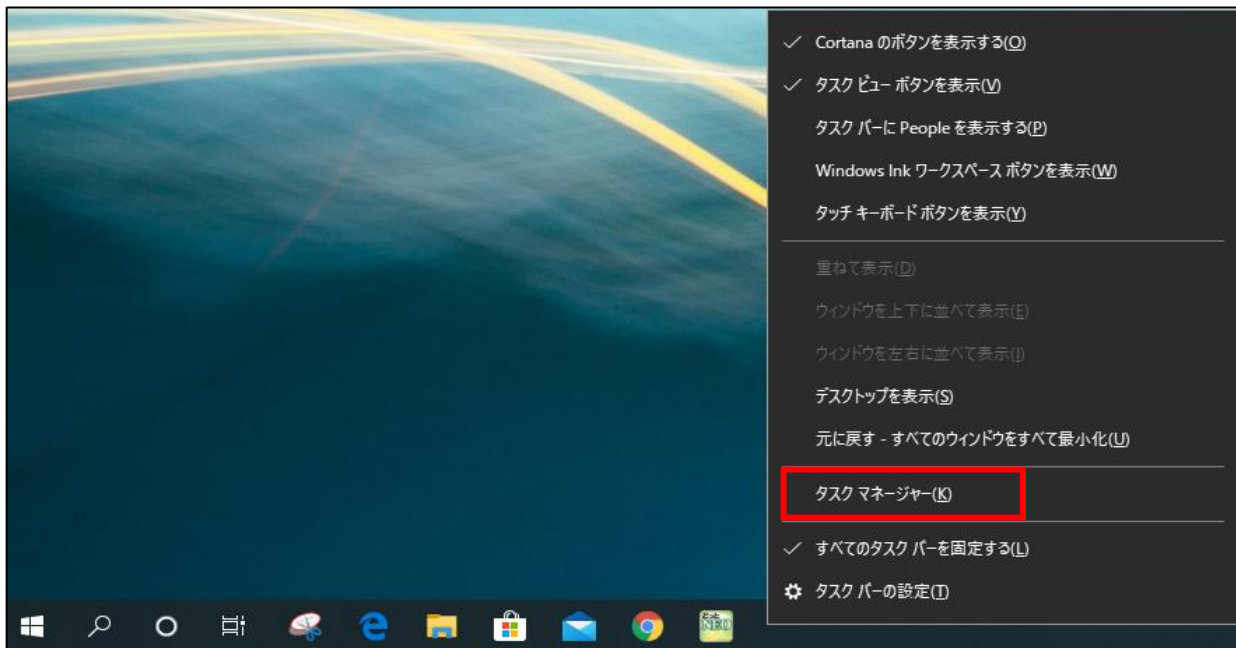 Cortana のボタンを表示する(O)
タスク ビュー ボタンを表示(V)
タスク バーに People を表示する(P)
Windows Ink ワークスペース ボタンを表示(W)
タッチ キーボード ボタンを表示(Y)
重ねて表示(D)
ウィンドウを上下に並べて表示(E)
ウィンドウを左右に並べて表示(I)
デスクトップを表示(S)
元に戻す - すべてのウィンドウをすべて最小化(U)
タスク マネージャー(K)
すべてのタスク バーを固定する(L)
タスク バーの設定(T)
NEO